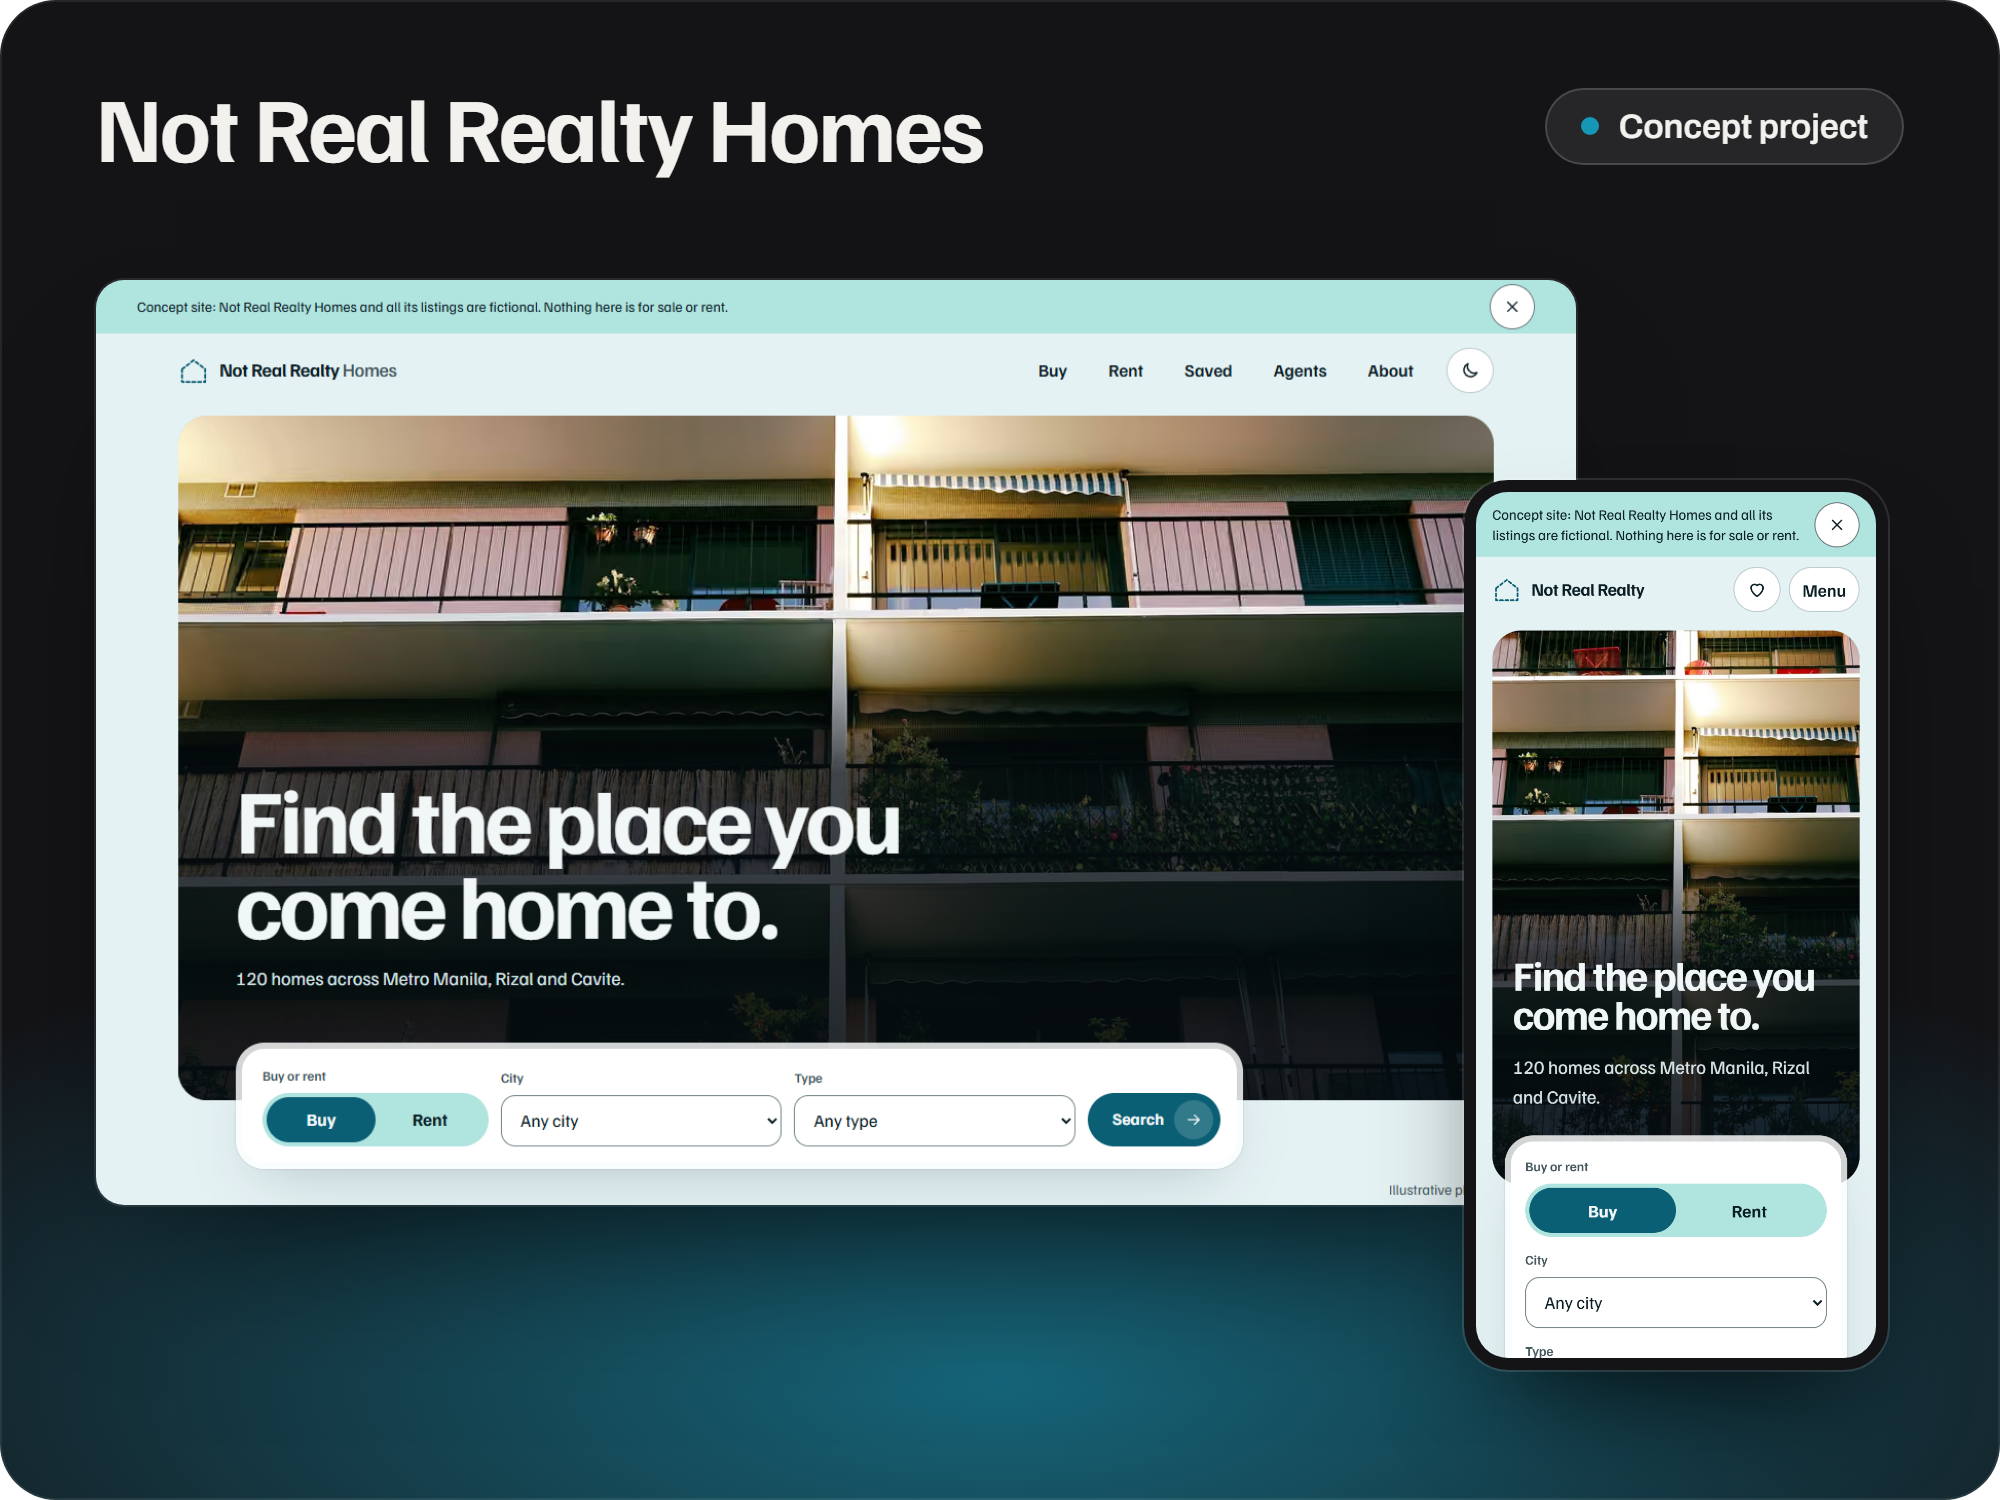 Not Real Realty Homes
Concept project
Concept site: Not Real Realty Homes and all its listings are fictional. Nothing here is for sale or rent.
Not Real Realty Homes
Buy
Rent
Saved
Agents
About
Find the place you
come home to.
120 homes across Metro Manila, Rizal and Cavite.
Buy or rent
Buy
Rent
City
Any city
Type
Any type
Search
Illustrative
Concept site: Not Real Realty Homes and all its
listings are fictional. Nothing here is for sale or rent.
Not Real Realty
Menu
Find the place you
come home to.
120 homes across Metro Manila, Rizal
and Cavite.
Buy or rent
Buy
Rent
City
Any city
Type